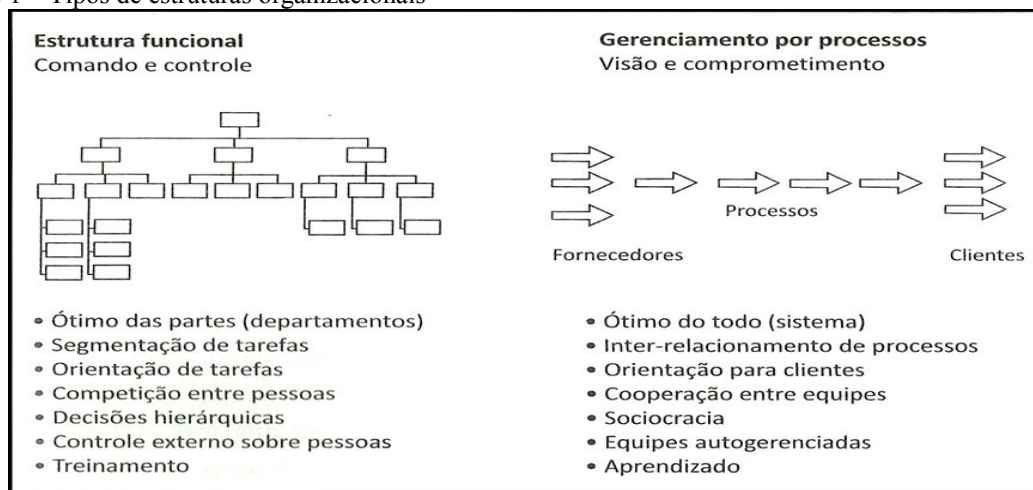 Tipos de estruturas organizacionais
Estrutura funcional
Comando e controle
Gerenciamento por processos
Visão e comprometimento
Processos
Fornecedores
Clientes
• Ótimo das partes (departamentos)
• Segmentação de tarefas
• Orientação de tarefas
• Competição entre pessoas
• Decisões hierárquicas
• Controle externo sobre pessoas
• Treinamento
• Ótimo do todo (sistema)
• Inter-relacionamento de processos
• Orientação para clientes
• Cooperação entre equipes
• Sociocracia
• Equipes autogerenciadas
• Aprendizado